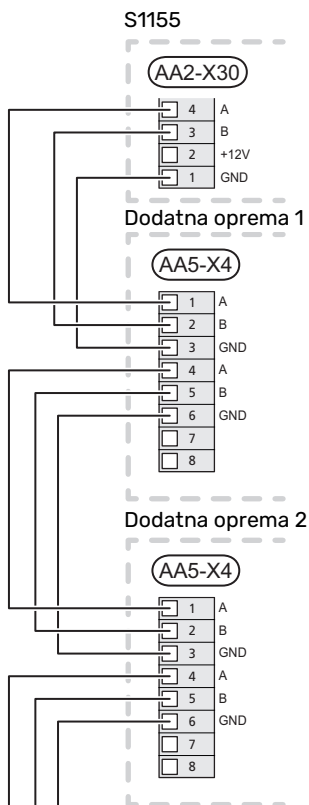 S1155
AA2-X30
4 A
3 B
2 +12V
1 GND
Dodatna oprema 1
AA5-X4
1 A
2 B
3 GND
4 A
5 B
6 GND
7
8
Dodatna oprema 2
AA5-X4
1 A
2 B
3 GND
4 A
5 B
6 GND
7
8